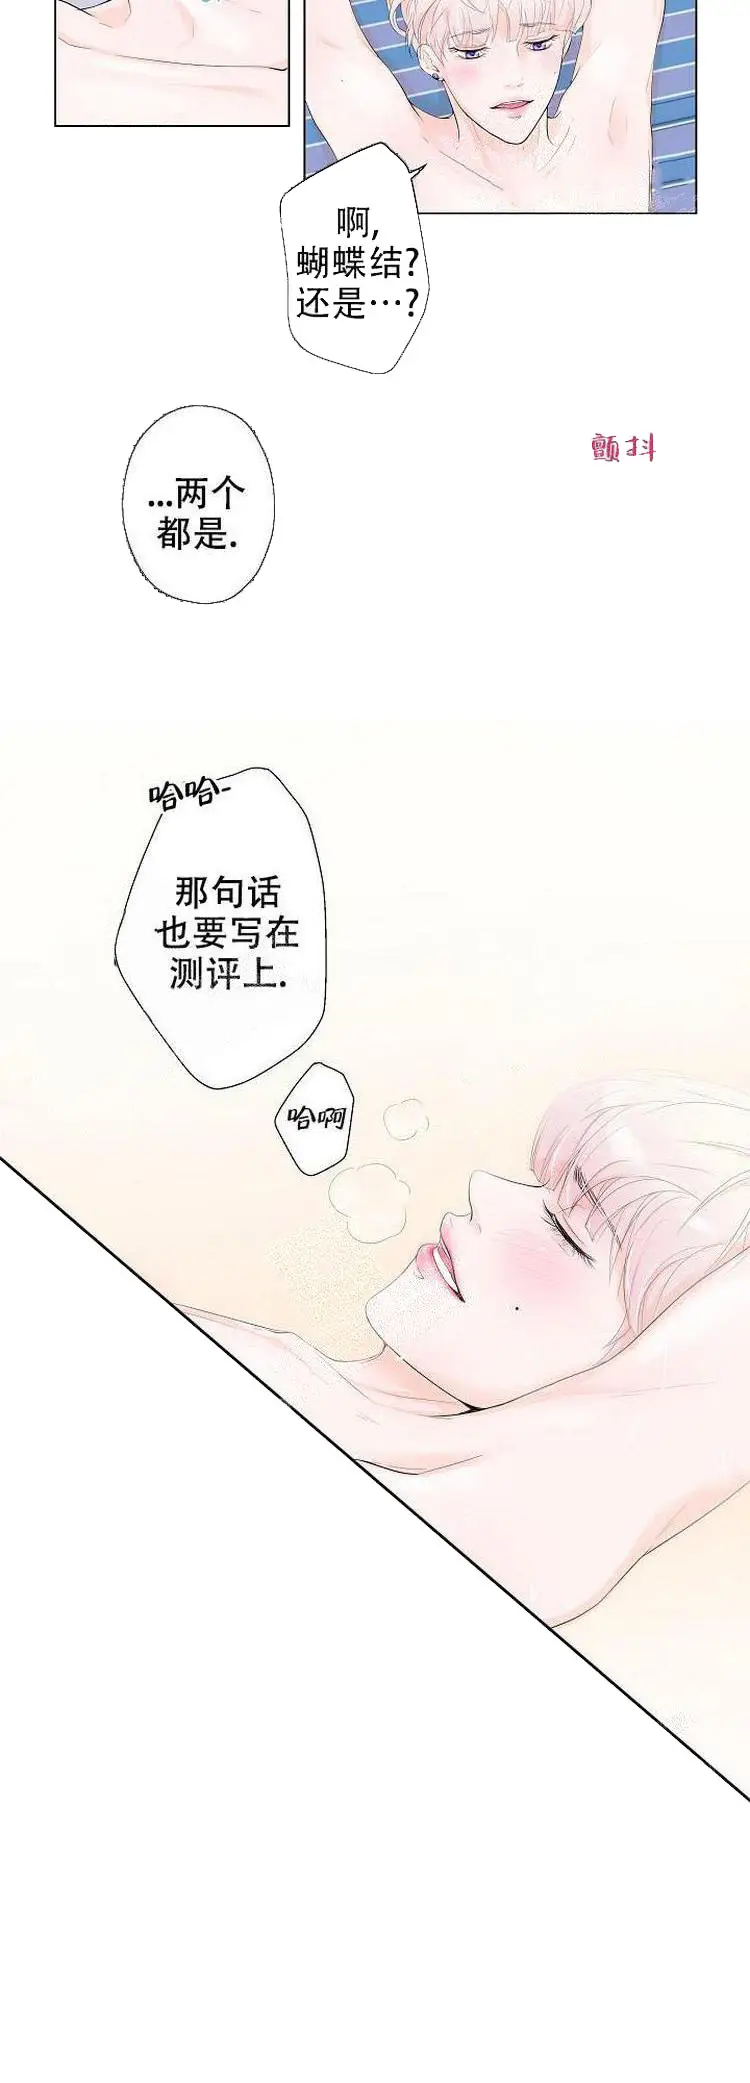 啊,
蝴蝶结?
还是…?
颤抖
...两个
都是.
哈哈-
那句话
也要写在
测评上.
哈啊